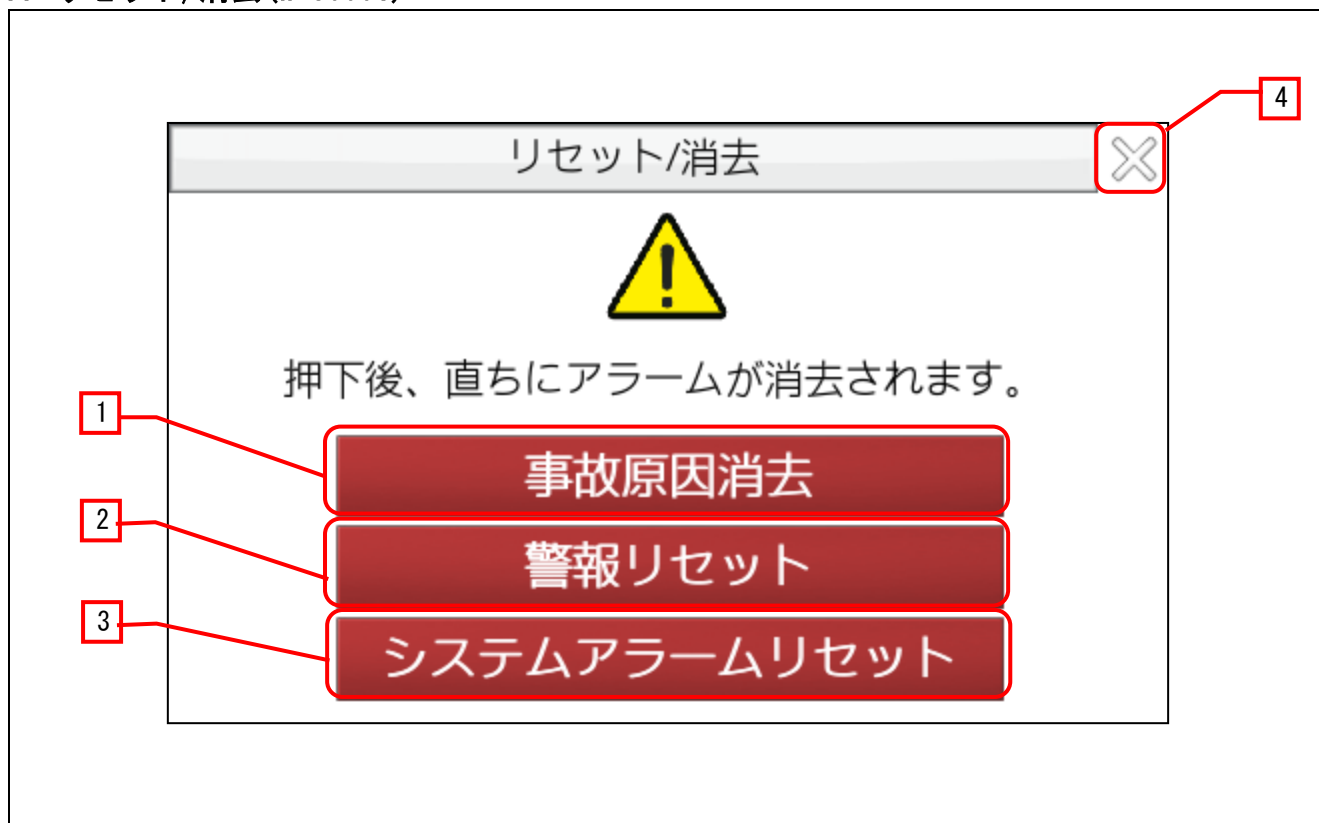 4
リセット/消去
押下後、直ちにアラームが消去されます。
1
事故原因消去
2
警報リセット
3
システムアラームリセット